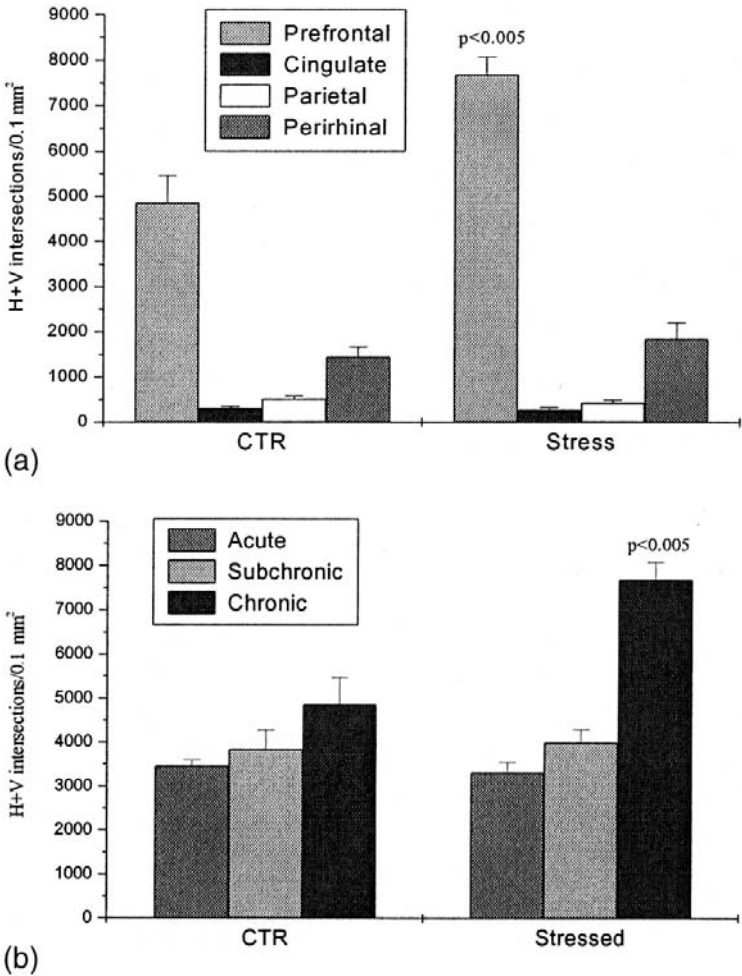 H+V intersections/0.1 mm²
9000
8000
7000
6000
5000
4000
3000
2000
1000
0
Prefrontal
Cingulate
Parietal
Perirhinal
p<0.005
CTR
Stress
(a)
H+V intersections/0.1 mm²
9000
8000
7000
6000
5000
4000
3000
2000
1000
0
Acute
Subchronic
Chronic
p<0.005
CTR
Stressed
(b)